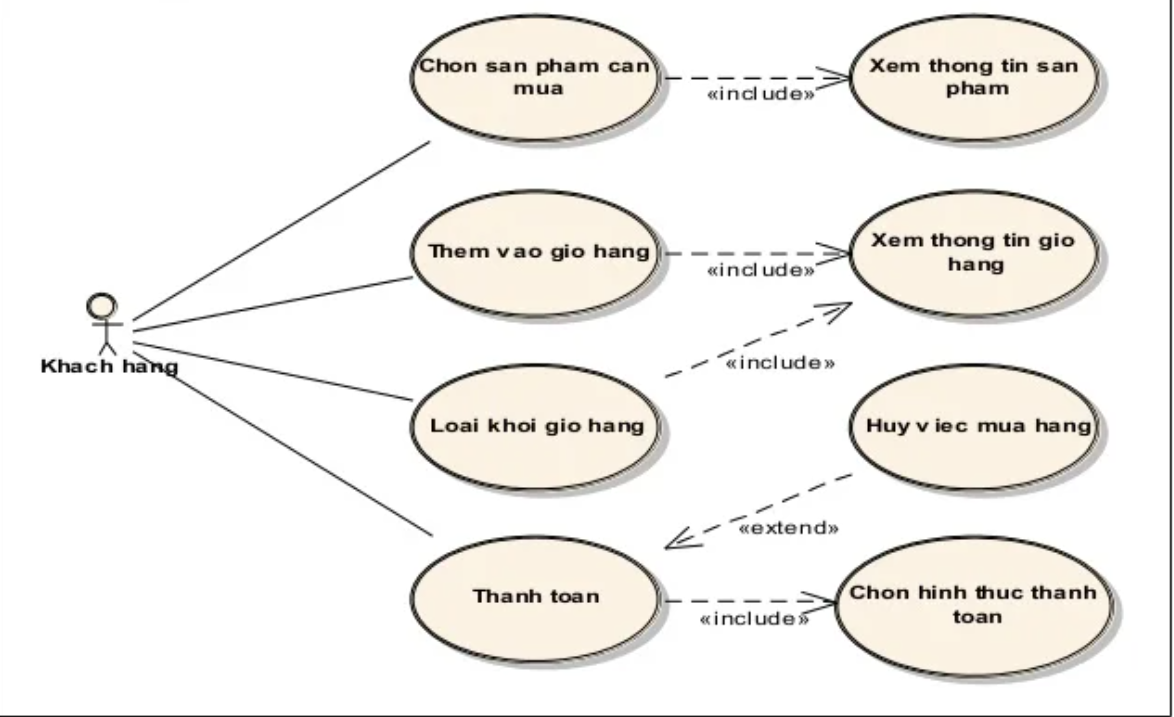 Chon san pham can
mua
«include»
Xem thong tin san
pham
Them vao gio hang
«include»
Xem thong tin gio
hang
Khach hang
«include»
Loai khoi gio hang
Huy viec mua hang
«extend»
Thanh toan
«include»
Chon hinh thuc thanh
toan